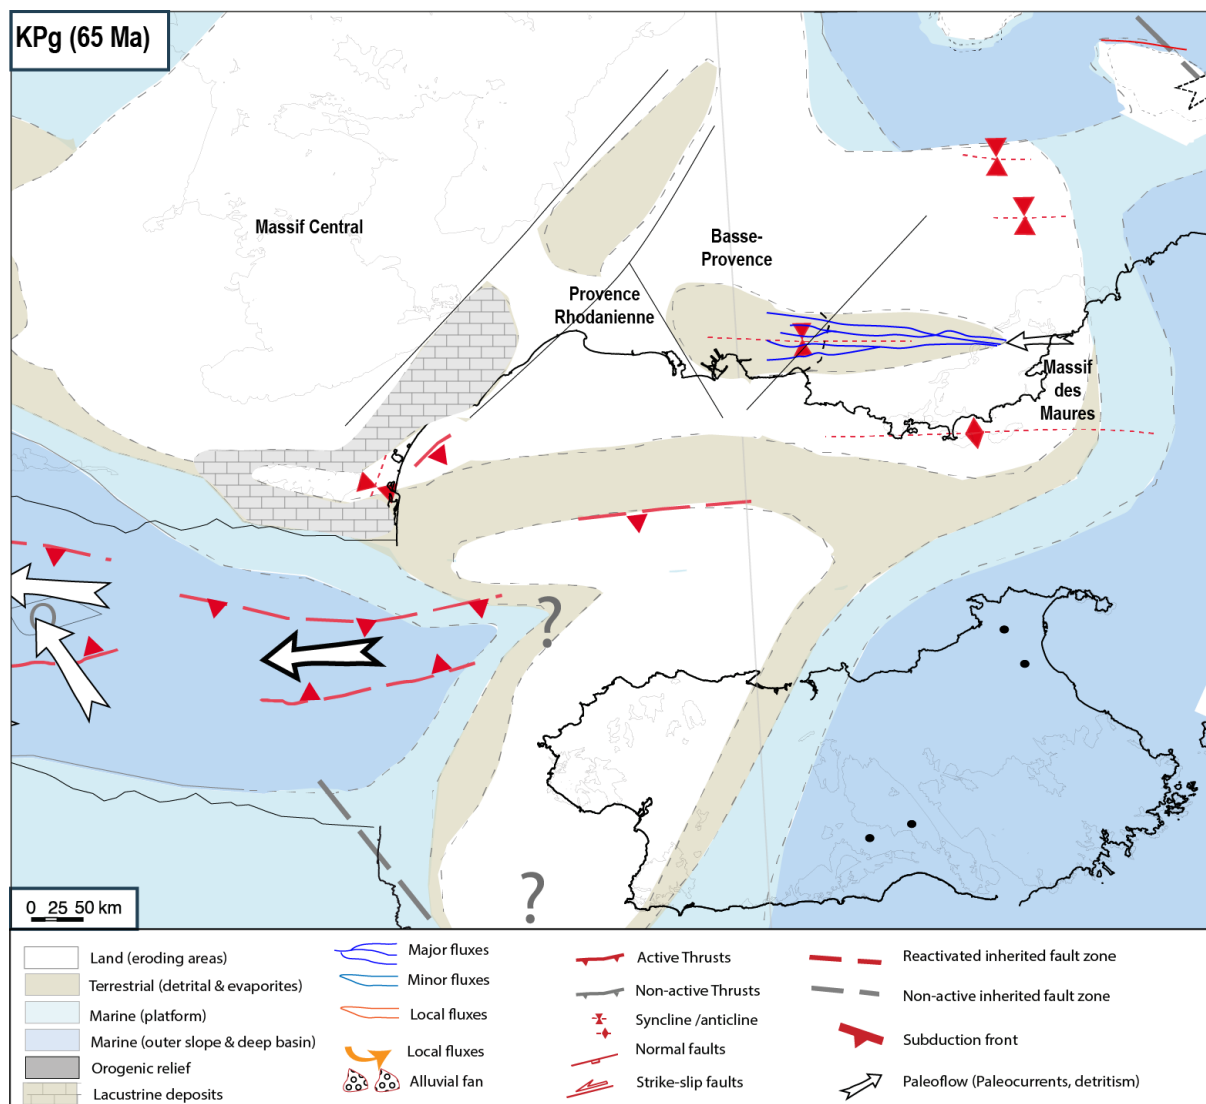 KPg (65 Ma)
Massif Central
Basse-
Provence
Provence
Rhodanienne
Massif
des
Maures
?
?
0 25 50 km
Land (eroding areas)
Terrestrial (detrital & evaporites)
Marine (platform)
Marine (outer slope & deep basin)
Orogenic relief
Lacustrine deposits
Major fluxes
Minor fluxes
Local fluxes
Local fluxes
Alluvial fan
Active Thrusts
Non-active Thrusts
Syncline /anticline
Normal faults
Strike-slip faults
Reactivated inherited fault zone
Non-active inherited fault zone
Subduction front
Paleoflow (Paleocurrents, detritism)